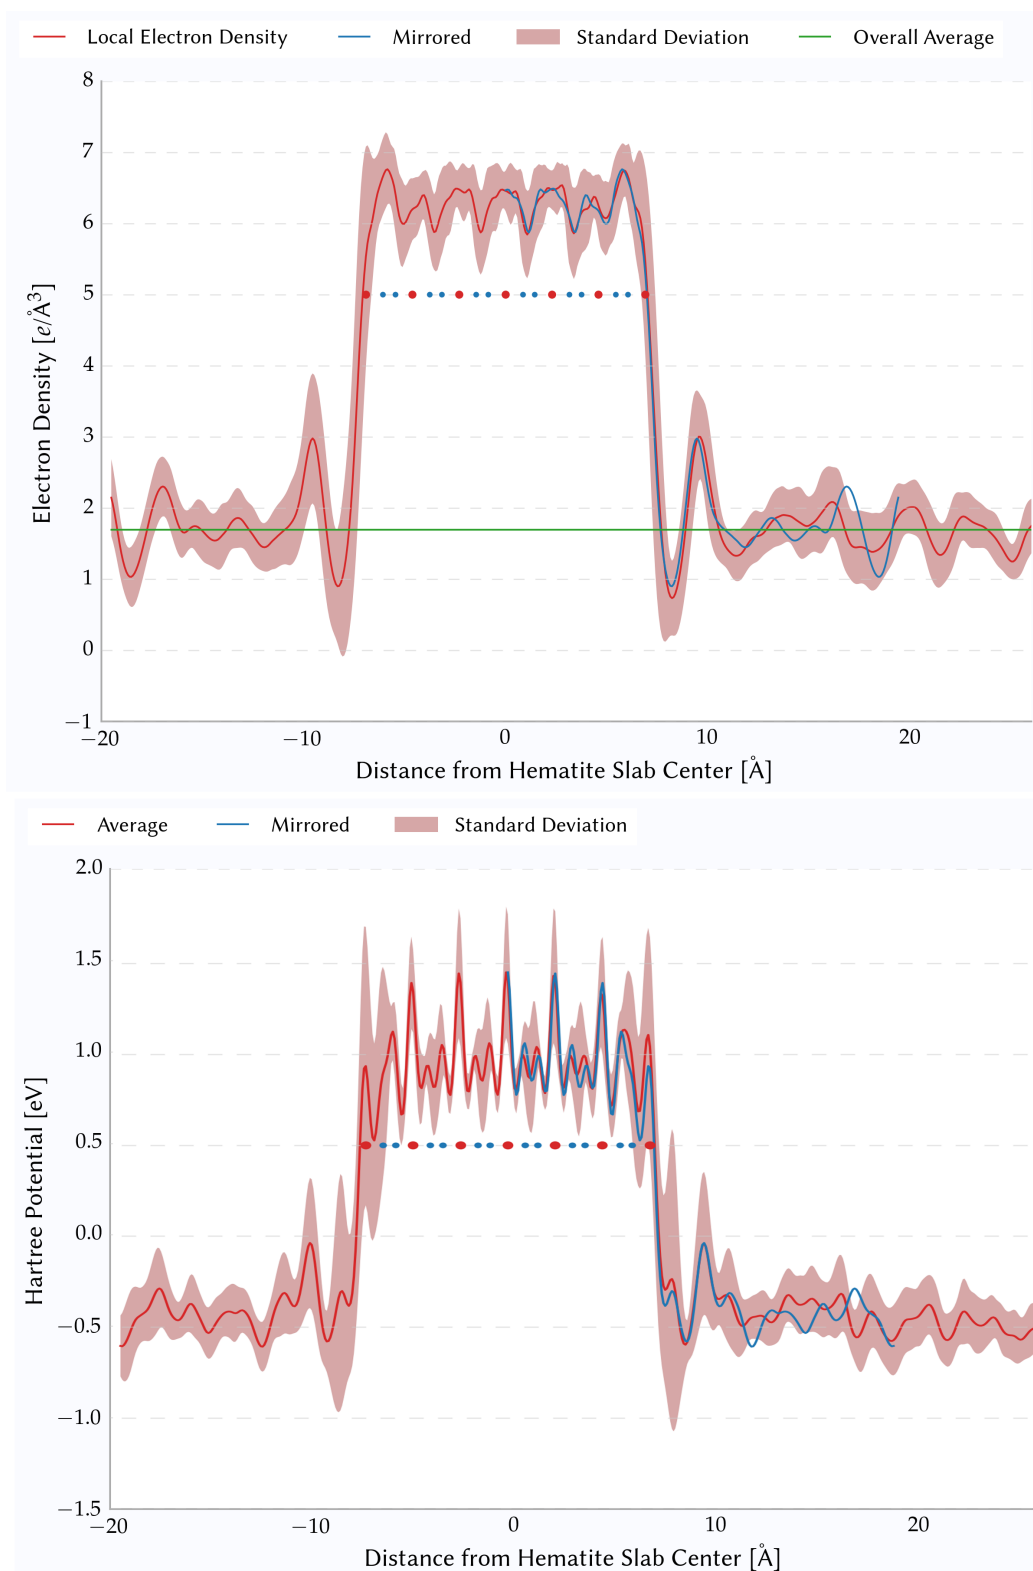 Local Electron Density Mirrored Standard Deviation Overall Average
8
7
6
5
4
3
2
1
0
−1
Electron Density [e/Å³]
−20 −10 0 10 20
Distance from Hematite Slab Center [Å]
Average Mirrored Standard Deviation
2.0
1.5
1.0
0.5
0.0
−0.5
−1.0
−1.5
Hartree Potential [eV]
−20 −10 0 10 20
Distance from Hematite Slab Center [Å]